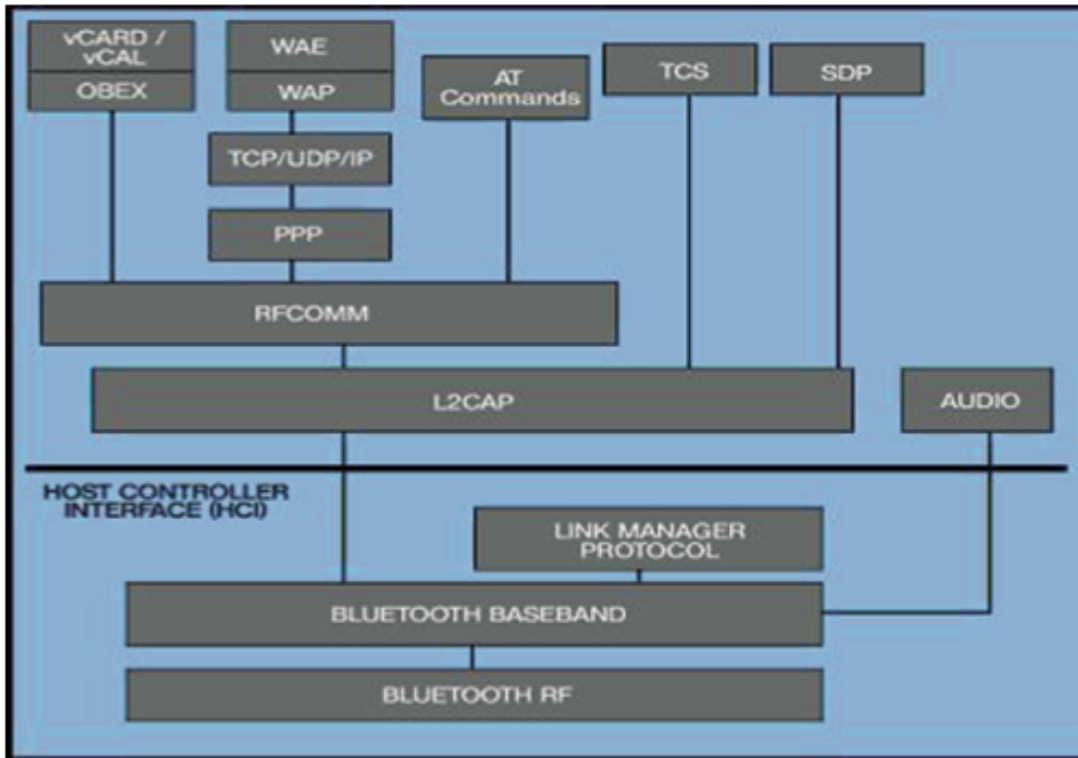 vCARD /
vCAL
OBEX
WAE
WAP
AT
Commands
TCS
SDP
TCP/UDP/IP
PPP
RFCOMM
L2CAP
AUDIO
HOST CONTROLLER
INTERFACE (HCI)
LINK MANAGER
PROTOCOL
BLUETOOTH BASEBAND
BLUETOOTH RF